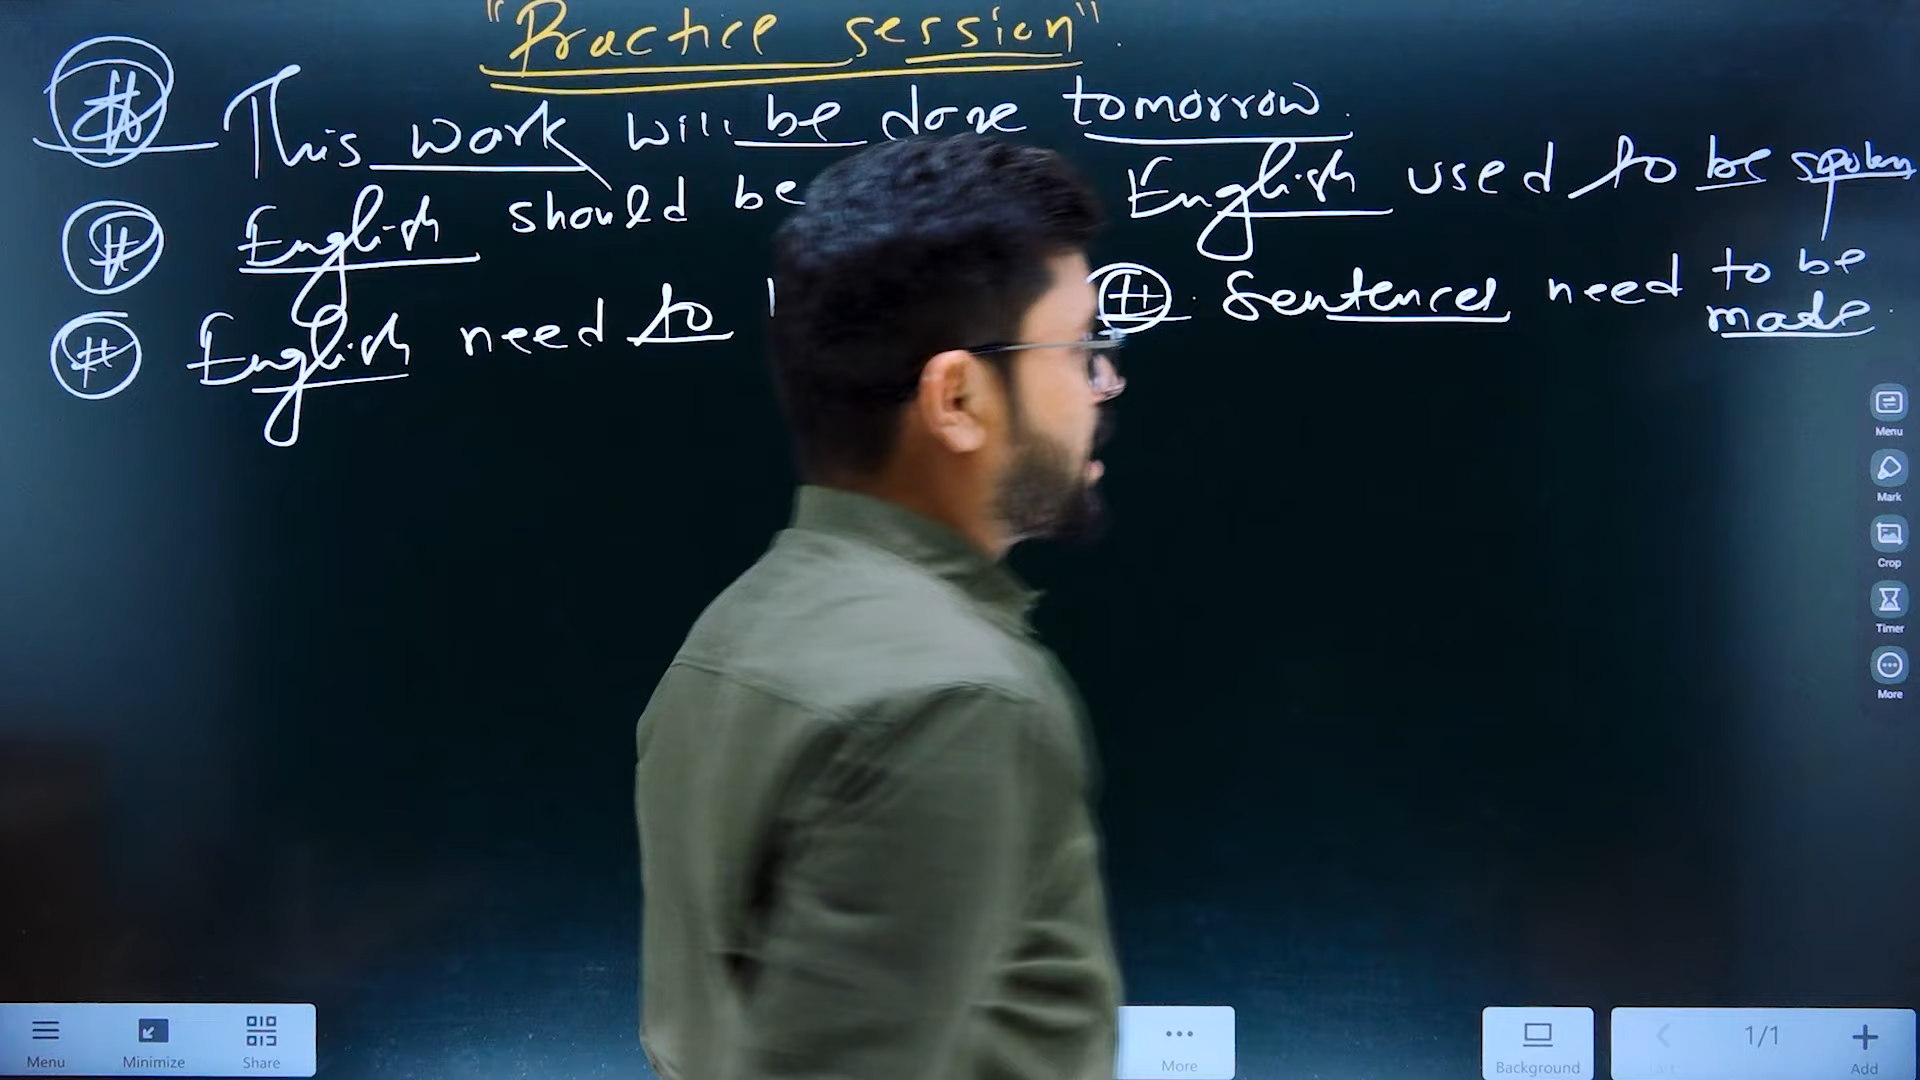 "Practice session"
# This work will be done tomorrow.
# English should be
English used to be spoken
# English need to
# Sentences need to be
made.
Menu
Mark
Crop
Timer
More
Menu
Minimize
Share
More
Background
1/1
Add